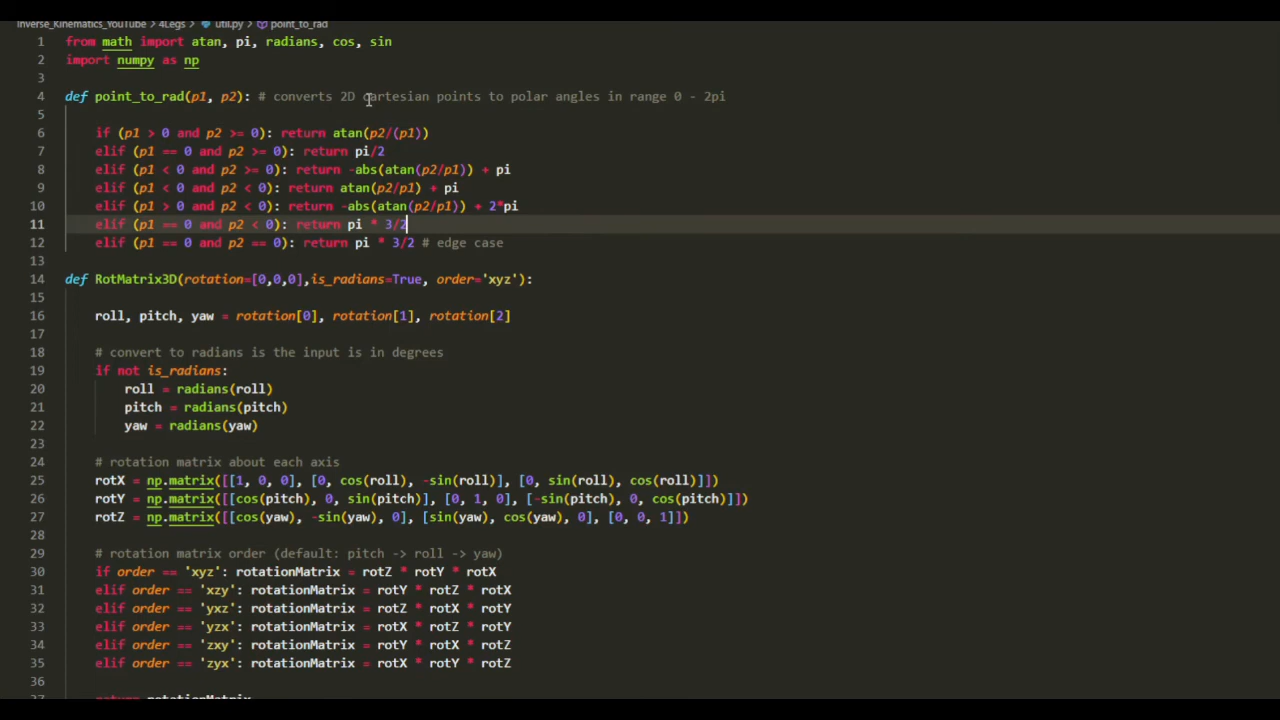 Inverse_Kinematics_YouTube > 4Legs > util.py > point_to_rad
1 from math import atan, pi, radians, cos, sin
2 import numpy as np
3
4 def point_to_rad(p1, p2): # converts 2D cartesian points to polar angles in range 0 - 2pi
5
6     if (p1 > 0 and p2 >= 0): return atan(p2/(p1))
7     elif (p1 == 0 and p2 >= 0): return pi/2
8     elif (p1 < 0 and p2 >= 0): return -abs(atan(p2/p1)) + pi
9     elif (p1 < 0 and p2 < 0): return atan(p2/p1) + pi
10     elif (p1 > 0 and p2 < 0): return -abs(atan(p2/p1)) + 2*pi
11     elif (p1 == 0 and p2 < 0): return pi * 3/2
12     elif (p1 == 0 and p2 == 0): return pi * 3/2 # edge case
13
14 def RotMatrix3D(rotation=[0,0,0],is_radians=True, order='xyz'):
15
16     roll, pitch, yaw = rotation[0], rotation[1], rotation[2]
17
18     # convert to radians is the input is in degrees
19     if not is_radians:
20         roll = radians(roll)
21         pitch = radians(pitch)
22         yaw = radians(yaw)
23
24     # rotation matrix about each axis
25     rotX = np.matrix([[1, 0, 0], [0, cos(roll), -sin(roll)], [0, sin(roll), cos(roll)]])
26     rotY = np.matrix([[cos(pitch), 0, sin(pitch)], [0, 1, 0], [-sin(pitch), 0, cos(pitch)]])
27     rotZ = np.matrix([[cos(yaw), -sin(yaw), 0], [sin(yaw), cos(yaw), 0], [0, 0, 1]])
28
29     # rotation matrix order (default: pitch -> roll -> yaw)
30     if order == 'xyz': rotationMatrix = rotZ * rotY * rotX
31     elif order == 'xzy': rotationMatrix = rotY * rotZ * rotX
32     elif order == 'yxz': rotationMatrix = rotZ * rotX * rotY
33     elif order == 'yzx': rotationMatrix = rotX * rotZ * rotY
34     elif order == 'zxy': rotationMatrix = rotY * rotX * rotZ
35     elif order == 'zyx': rotationMatrix = rotX * rotY * rotZ
36
37     return rotationMatrix